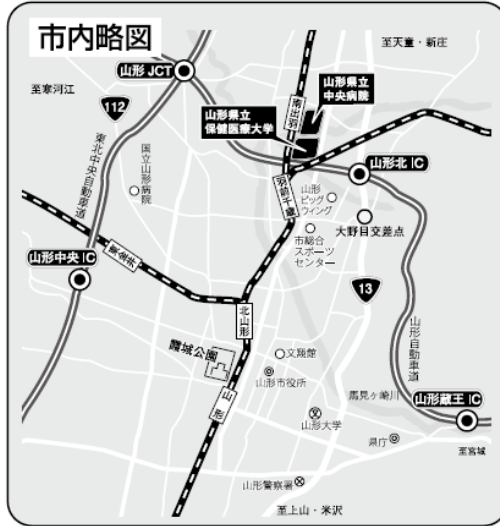 市内略図
至天童・新庄
山形JCT
至寒河江
南出羽
山形県立
中央病院
山形県立
保健医療大学
112
東北中央自動車道
国立山形
病院
羽前千歳
山形北IC
山形
ビッグ
ウィング
大野目交差点
市総合
スポーツ
センター
山形中央IC
東金井
13
北山形
山形自動車道
霞城公園
文翔館
山形市役所
馬見ヶ崎川
山形蔵王IC
山形
山形大学
県庁
至宮城
山形警察署
至上山・米沢